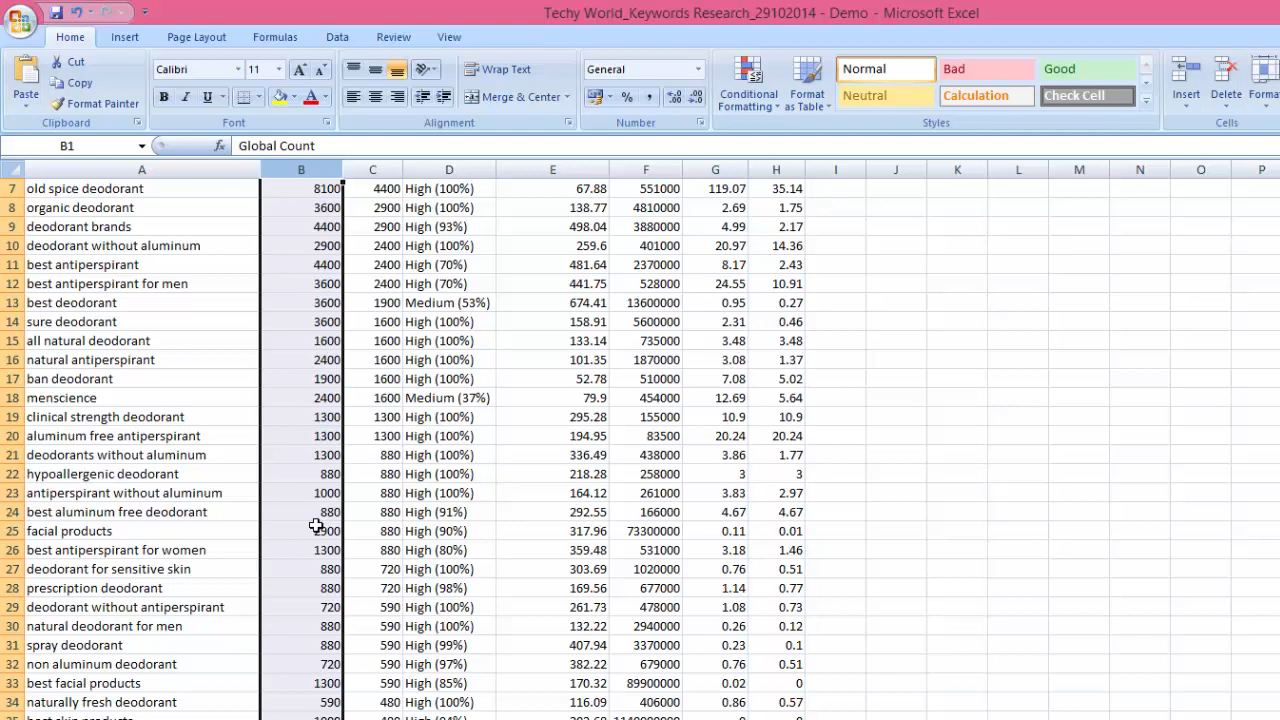 Techy World_Keywords Research_29102014 - Demo - Microsoft Excel
Home Insert Page Layout Formulas Data Review View
Paste Cut Copy Format Painter Clipboard
Calibri 11 A A B I U A Font
Wrap Text Merge & Center Alignment
General % , Number
Conditional Formatting Format as Table Normal Bad Good Neutral Calculation Check Cell Styles
Insert Delete Format Cells
B1 fx Global Count
A B C D E F G H I J K L M N O P
7 old spice deodorant 8100 4400 High (100%) 67.88 551000 119.07 35.14
8 organic deodorant 3600 2900 High (100%) 138.77 4810000 2.69 1.75
9 deodorant brands 4400 2900 High (93%) 498.04 3880000 4.99 2.17
10 deodorant without aluminum 2900 2400 High (100%) 259.6 401000 20.97 14.36
11 best antiperspirant 4400 2400 High (70%) 481.64 2370000 8.17 2.43
12 best antiperspirant for men 3600 2400 High (70%) 441.75 528000 24.55 10.91
13 best deodorant 3600 1900 Medium (53%) 674.41 13600000 0.95 0.27
14 sure deodorant 3600 1600 High (100%) 158.91 5600000 2.31 0.46
15 all natural deodorant 1600 1600 High (100%) 133.14 735000 3.48 3.48
16 natural antiperspirant 2400 1600 High (100%) 101.35 1870000 3.08 1.37
17 ban deodorant 1900 1600 High (100%) 52.78 510000 7.08 5.02
18 menscience 2400 1600 Medium (37%) 79.9 454000 12.69 5.64
19 clinical strength deodorant 1300 1300 High (100%) 295.28 155000 10.9 10.9
20 aluminum free antiperspirant 1300 1300 High (100%) 194.95 83500 20.24 20.24
21 deodorants without aluminum 1300 880 High (100%) 336.49 438000 3.86 1.77
22 hypoallergenic deodorant 880 880 High (100%) 218.28 258000 3 3
23 antiperspirant without aluminum 1000 880 High (100%) 164.12 261000 3.83 2.97
24 best aluminum free deodorant 880 880 High (91%) 292.55 166000 4.67 4.67
25 facial products 2900 880 High (90%) 317.96 73300000 0.11 0.01
26 best antiperspirant for women 1300 880 High (80%) 359.48 531000 3.18 1.46
27 deodorant for sensitive skin 880 720 High (100%) 303.69 1020000 0.76 0.51
28 prescription deodorant 880 720 High (98%) 169.56 677000 1.14 0.77
29 deodorant without antiperspirant 720 590 High (100%) 261.73 478000 1.08 0.73
30 natural deodorant for men 880 590 High (100%) 132.22 2940000 0.26 0.12
31 spray deodorant 880 590 High (99%) 407.94 3370000 0.23 0.1
32 non aluminum deodorant 720 590 High (97%) 382.22 679000 0.76 0.51
33 best facial products 1300 590 High (85%) 170.32 89900000 0.02 0
34 naturally fresh deodorant 590 480 High (100%) 116.09 406000 0.86 0.57